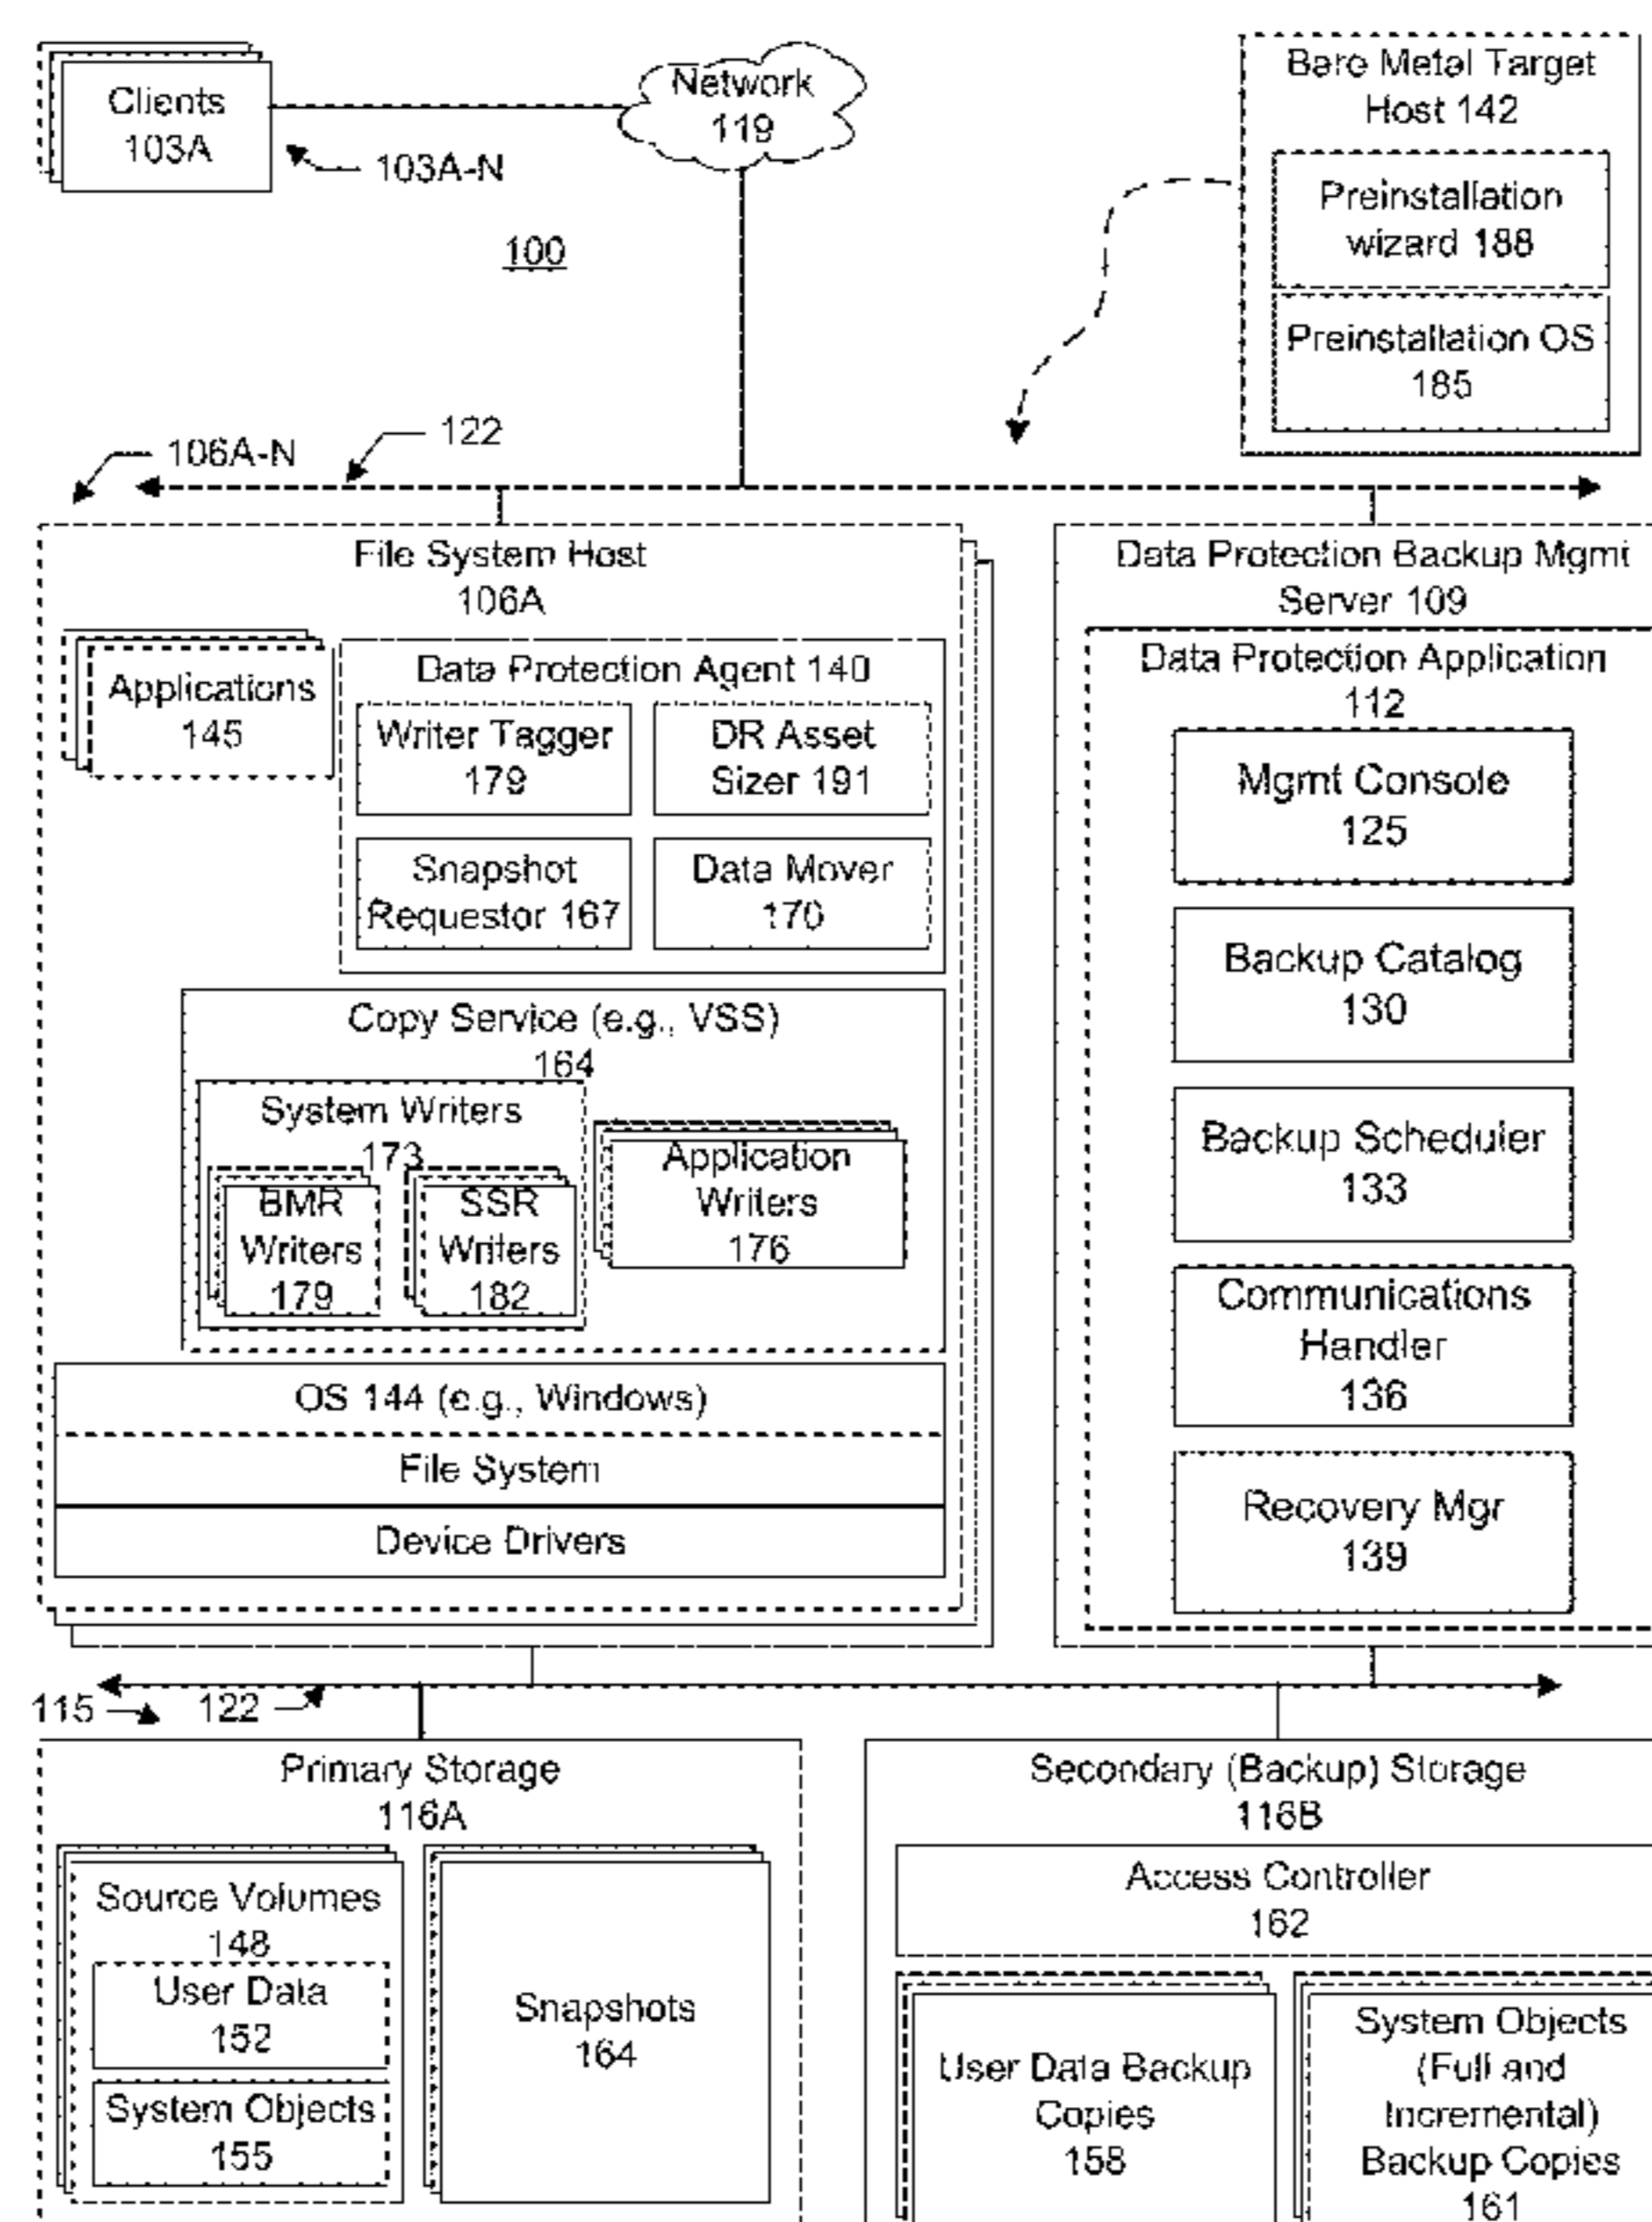 Clients
103A
103A-N
Network
119
100
Bare Metal Target
Host 142
Preinstallation
wizard 188
Preinstallation OS
185
106A-N
122
File System Host
106A
Applications
145
Data Protection Agent 140
Writer Tagger
179
DR Asset
Sizer 191
Snapshot
Requestor 167
Data Mover
170
Copy Service (e.g., VSS)
164
System Writers
173
BMR
Writers
179
SSR
Writers
182
Application
Writers
176
OS 144 (e.g., Windows)
File System
Device Drivers
Data Protection Backup Mgmt
Server 109
Data Protection Application
112
Mgmt Console
125
Backup Catalog
130
Backup Scheduler
133
Communications
Handler
136
Recovery Mgr
139
115
122
Primary Storage
116A
Source Volumes
148
User Data
152
System Objects
155
Snapshots
164
Secondary (Backup) Storage
116B
Access Controller
162
User Data Backup
Copies
158
System Objects
(Full and
Incremental)
Backup Copies
161